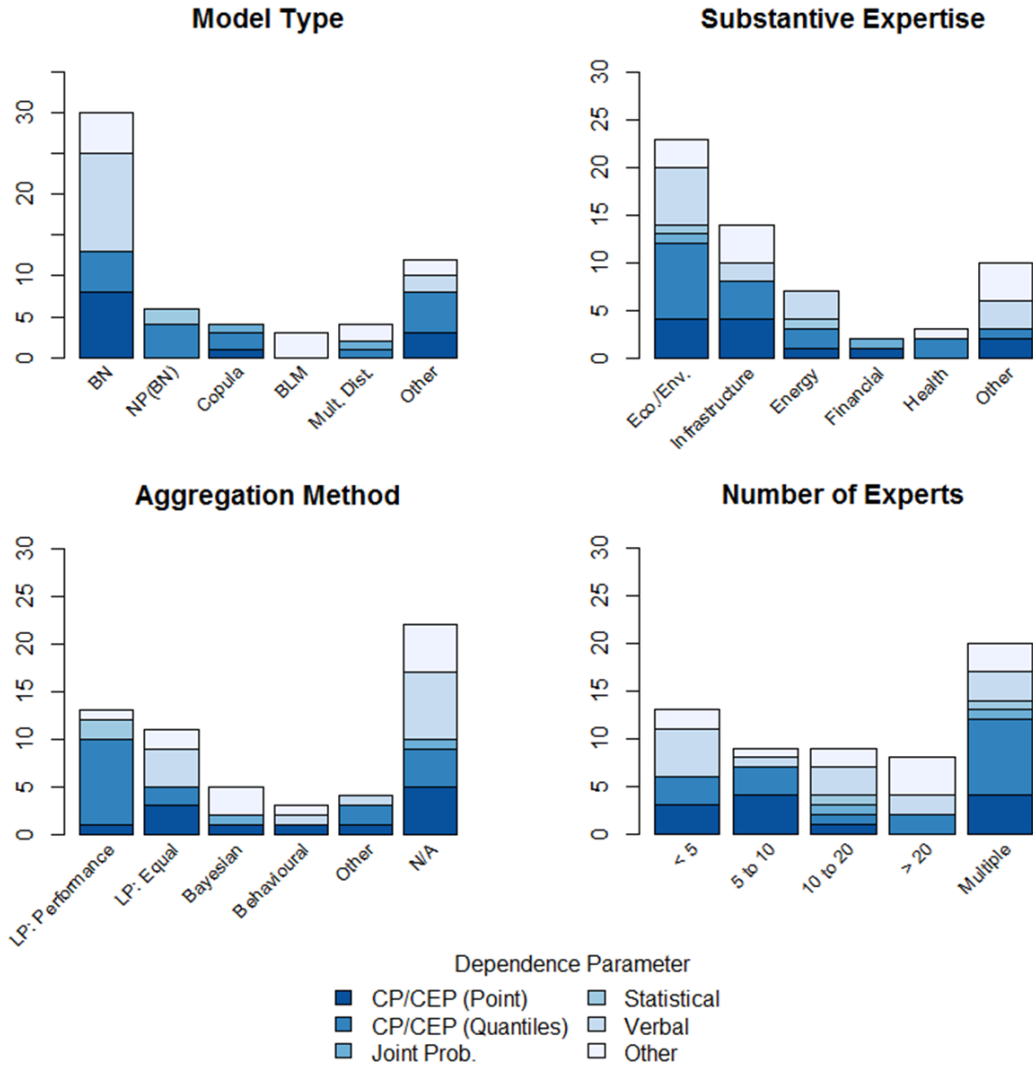 Model Type
30
20
10
5
0
BN
NP(BN)
Copula
BLM
Mult. Dist.
Other
Substantive Expertise
30
25
20
15
10
5
0
Eco./Env.
Infrastructure
Energy
Financial
Health
Other
Aggregation Method
30
25
20
15
10
5
0
LP: Performance
LP: Equal
Bayesian
Behavioural
Other
N/A
Number of Experts
30
25
20
15
10
5
0
< 5
5 to 10
10 to 20
> 20
Multiple
Dependence Parameter
CP/CEP (Point)
CP/CEP (Quantiles)
Joint Prob.
Statistical
Verbal
Other